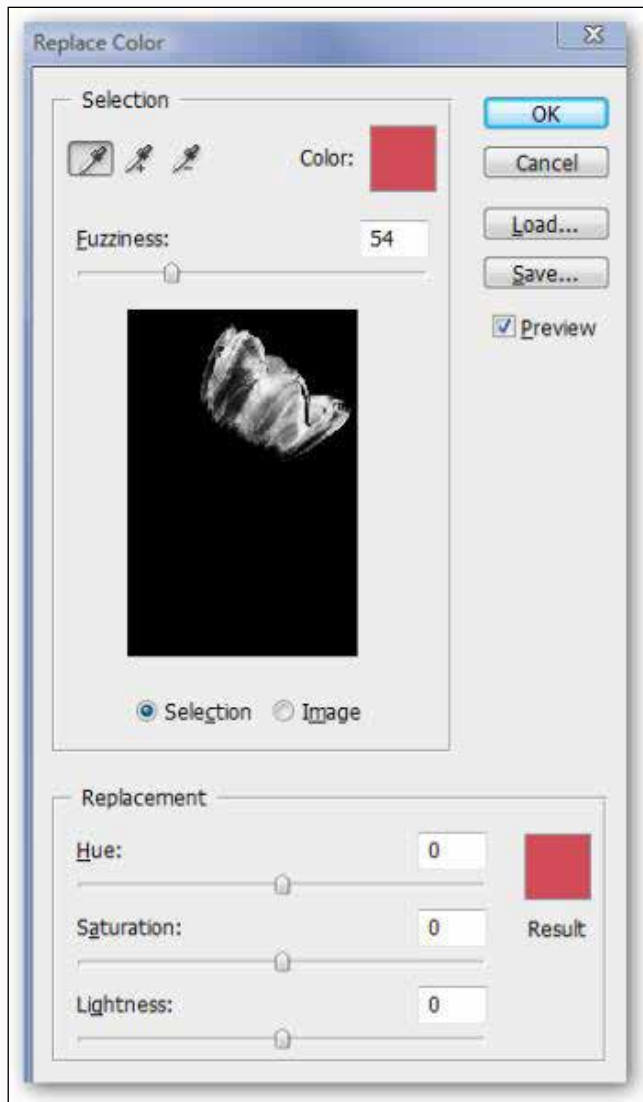 Replace Color
Selection
Color:
Fuzziness:
54
OK
Cancel
Load...
Save...
Preview
Selection
Image
Replacement
Hue:
0
Saturation:
0
Lightness:
0
Result